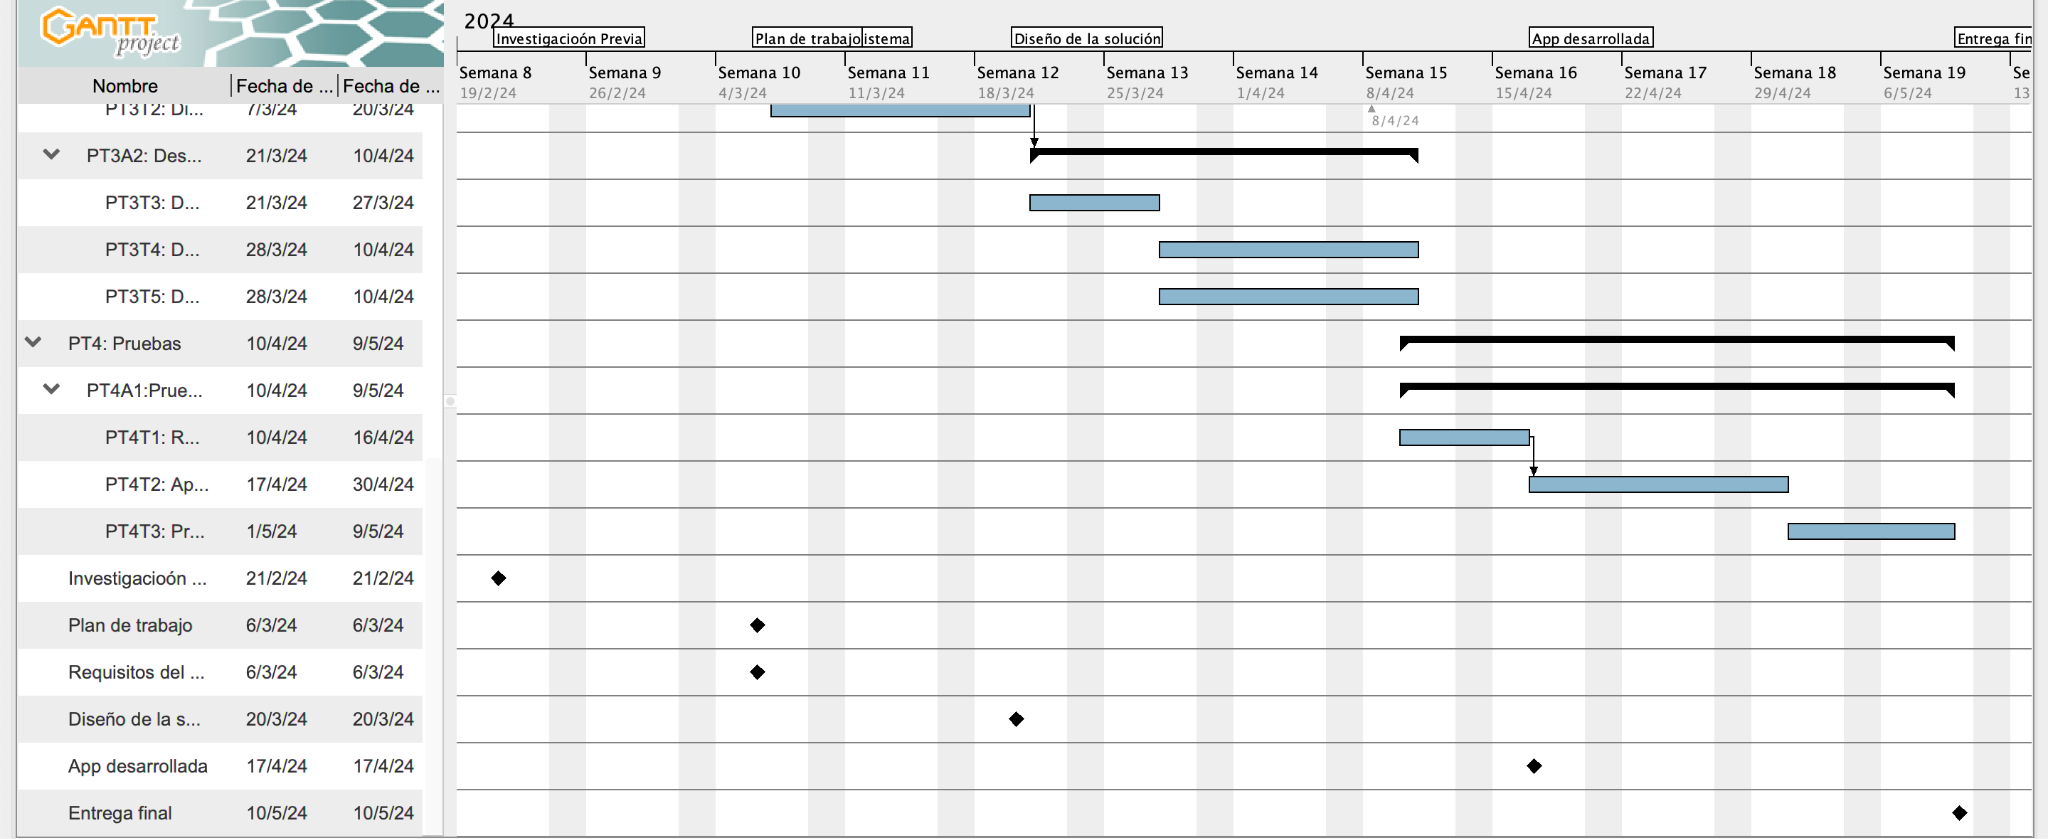 GANTT
project
2024
Investigacioón Previa
Plan de trabajo
istema
Diseño de la solución
App desarrollada
Entrega fin
Nombre
Fecha de ...
Fecha de ...
Semana 8
Semana 9
Semana 10
Semana 11
Semana 12
Semana 13
Semana 14
Semana 15
Semana 16
Semana 17
Semana 18
Semana 19
Se
19/2/24
26/2/24
4/3/24
11/3/24
18/3/24
25/3/24
1/4/24
8/4/24
15/4/24
22/4/24
29/4/24
6/5/24
13
8/4/24
PT3T2: Di... 7/3/24 20/3/24
PT3A2: Des... 21/3/24 10/4/24
PT3T3: D... 21/3/24 27/3/24
PT3T4: D... 28/3/24 10/4/24
PT3T5: D... 28/3/24 10/4/24
PT4: Pruebas 10/4/24 9/5/24
PT4A1:Prue... 10/4/24 9/5/24
PT4T1: R... 10/4/24 16/4/24
PT4T2: Ap... 17/4/24 30/4/24
PT4T3: Pr... 1/5/24 9/5/24
Investigacioón ... 21/2/24 21/2/24
Plan de trabajo 6/3/24 6/3/24
Requisitos del ... 6/3/24 6/3/24
Diseño de la s... 20/3/24 20/3/24
App desarrollada 17/4/24 17/4/24
Entrega final 10/5/24 10/5/24